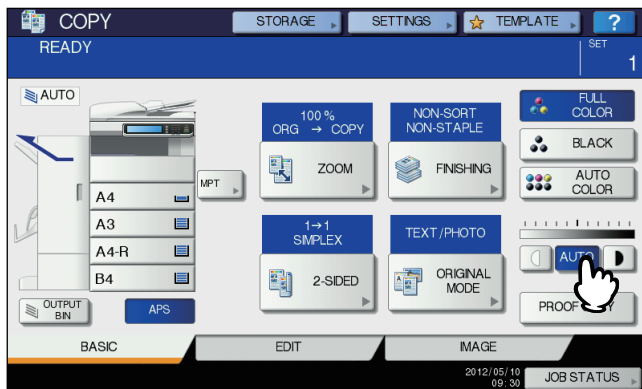 COPY
STORAGE
SETTINGS
TEMPLATE
?
READY
SET
1
AUTO
A4
A3
A4-R
B4
MPT
OUTPUT
BIN
APS
100 %
ORG → COPY
ZOOM
NON-SORT
NON-STAPLE
FINISHING
1→1
SIMPLEX
2-SIDED
TEXT/PHOTO
ORIGINAL
MODE
FULL
COLOR
BLACK
AUTO
COLOR
AUTO
PROOF
BASIC
EDIT
IMAGE
2012/05/10
09:30
JOB STATUS